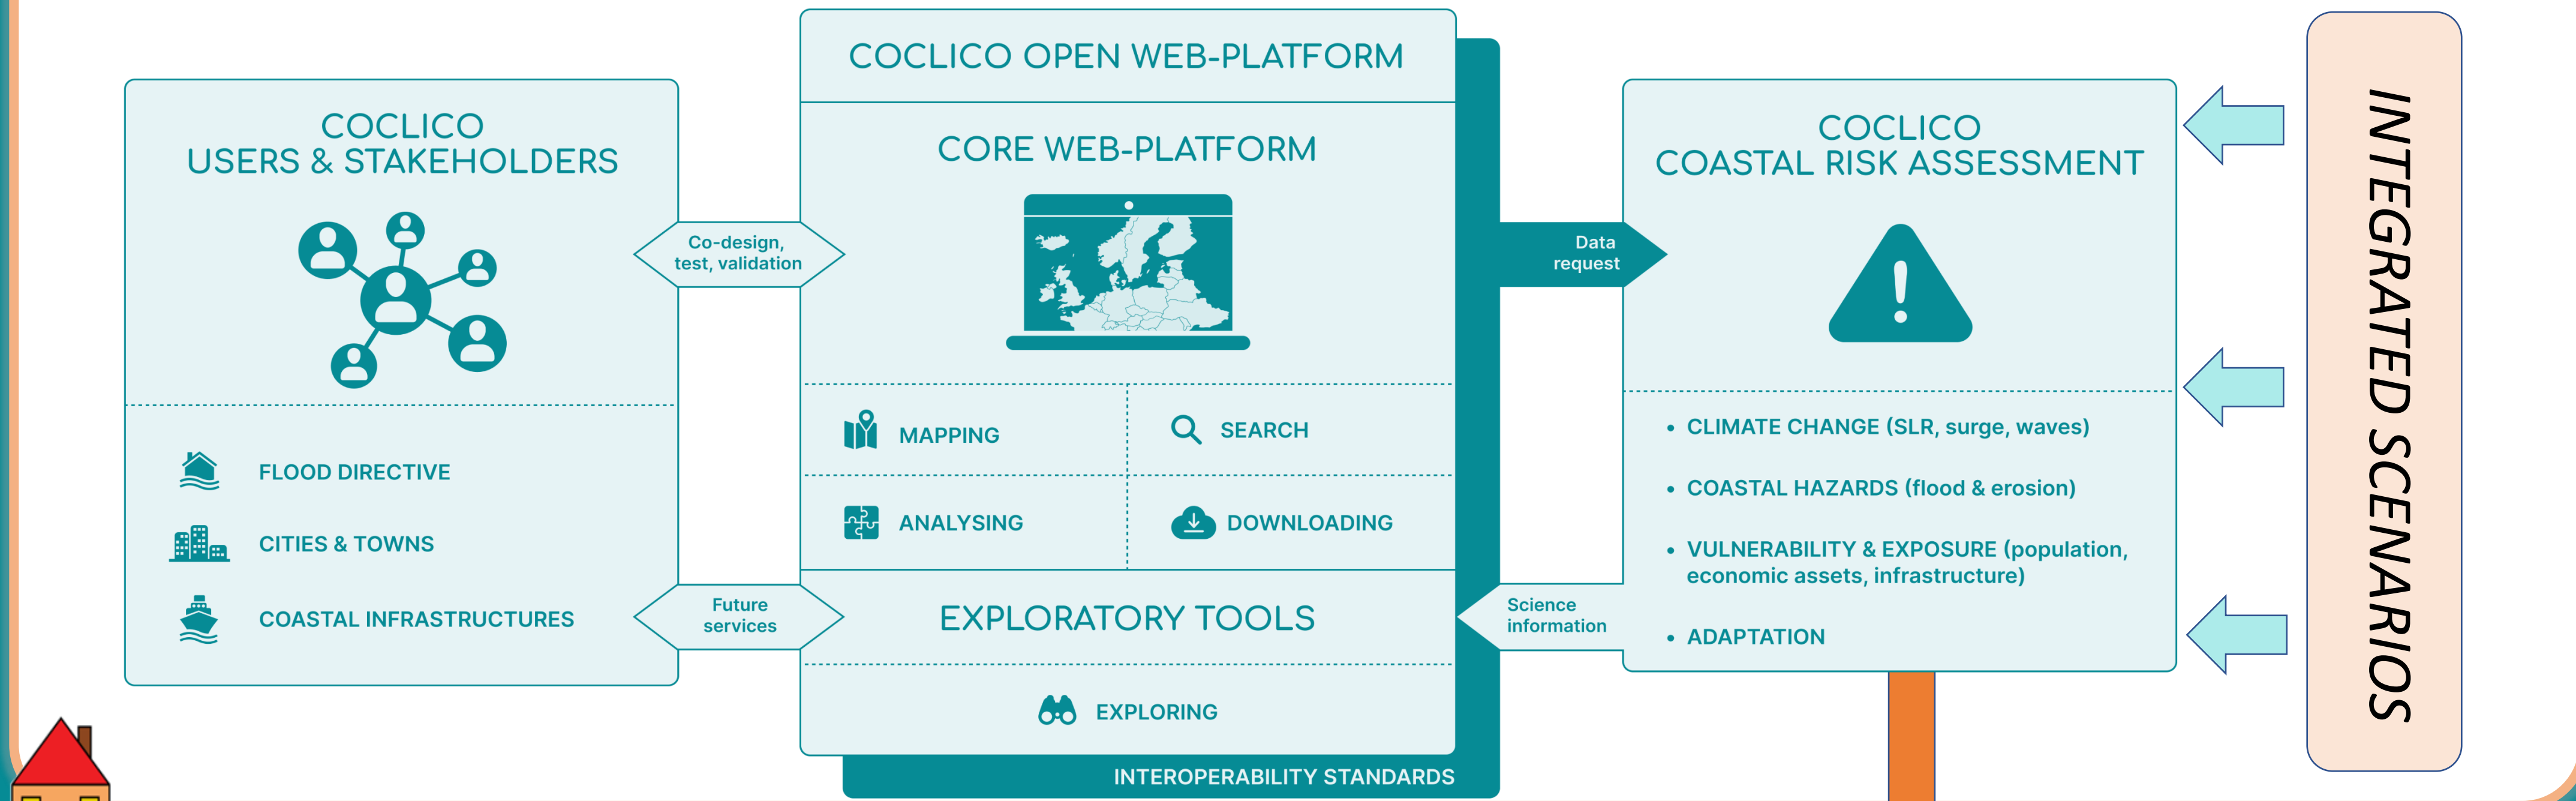 COCLICO
USERS & STAKEHOLDERS
FLOOD DIRECTIVE
CITIES & TOWNS
COASTAL INFRASTRUCTURES
Co-design,
test, validation
Future
services
COCLICO OPEN WEB-PLATFORM
CORE WEB-PLATFORM
MAPPING
SEARCH
ANALYSING
DOWNLOADING
EXPLORATORY TOOLS
EXPLORING
INTEROPERABILITY STANDARDS
Data
request
Science
information
COCLICO
COASTAL RISK ASSESSMENT
• CLIMATE CHANGE (SLR, surge, waves)
• COASTAL HAZARDS (flood & erosion)
• VULNERABILITY & EXPOSURE (population,
economic assets, infrastructure)
• ADAPTATION
INTEGRATED SCENARIOS